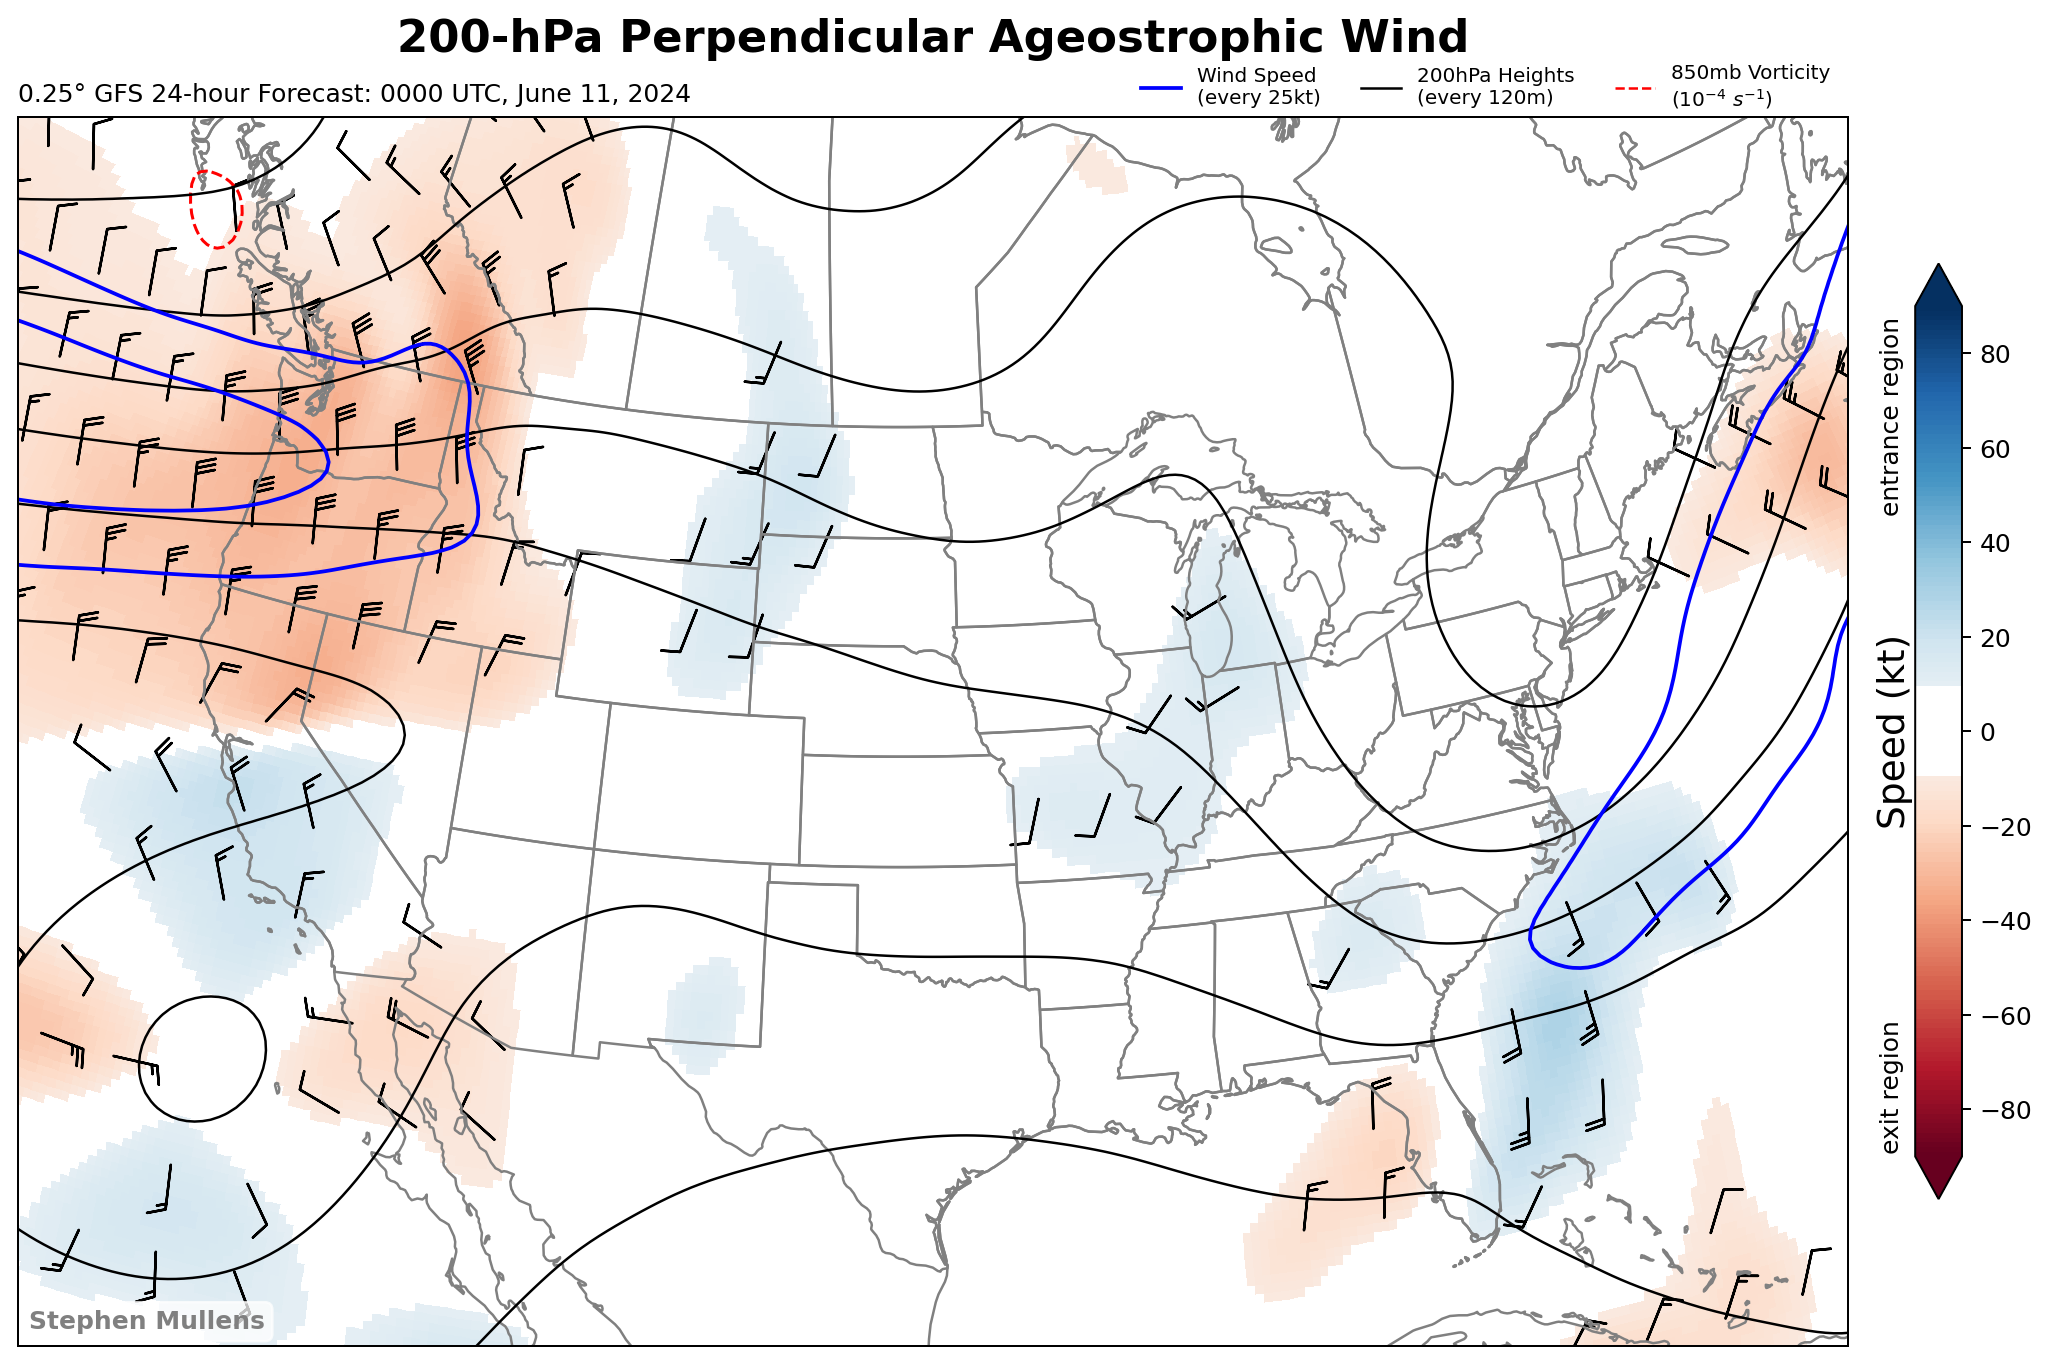 200-hPa Perpendicular Ageostrophic Wind
0.25° GFS 24-hour Forecast: 0000 UTC, June 11, 2024
Wind Speed
(every 25kt)
200hPa Heights
(every 120m)
850mb Vorticity
(10⁻⁴ s⁻¹)
entrance region
Speed (kt)
exit region
80
60
40
20
0
−20
−40
−60
−80
Stephen Mullens